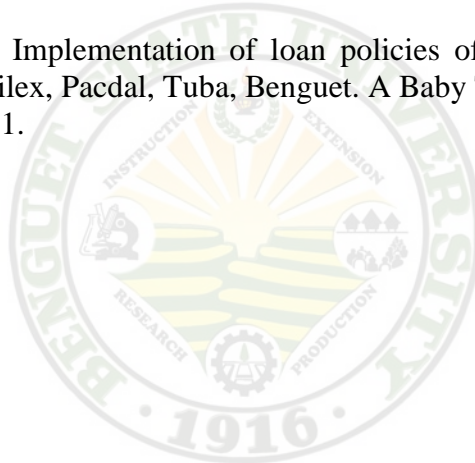 Implementation of loan policies of
ilex, Pacdal, Tuba, Benguet. A Baby
1.
BENGUET STATE UNIVERSITY
INSTRUCTION
EXTENSION
RESEARCH
PRODUCTION
1916